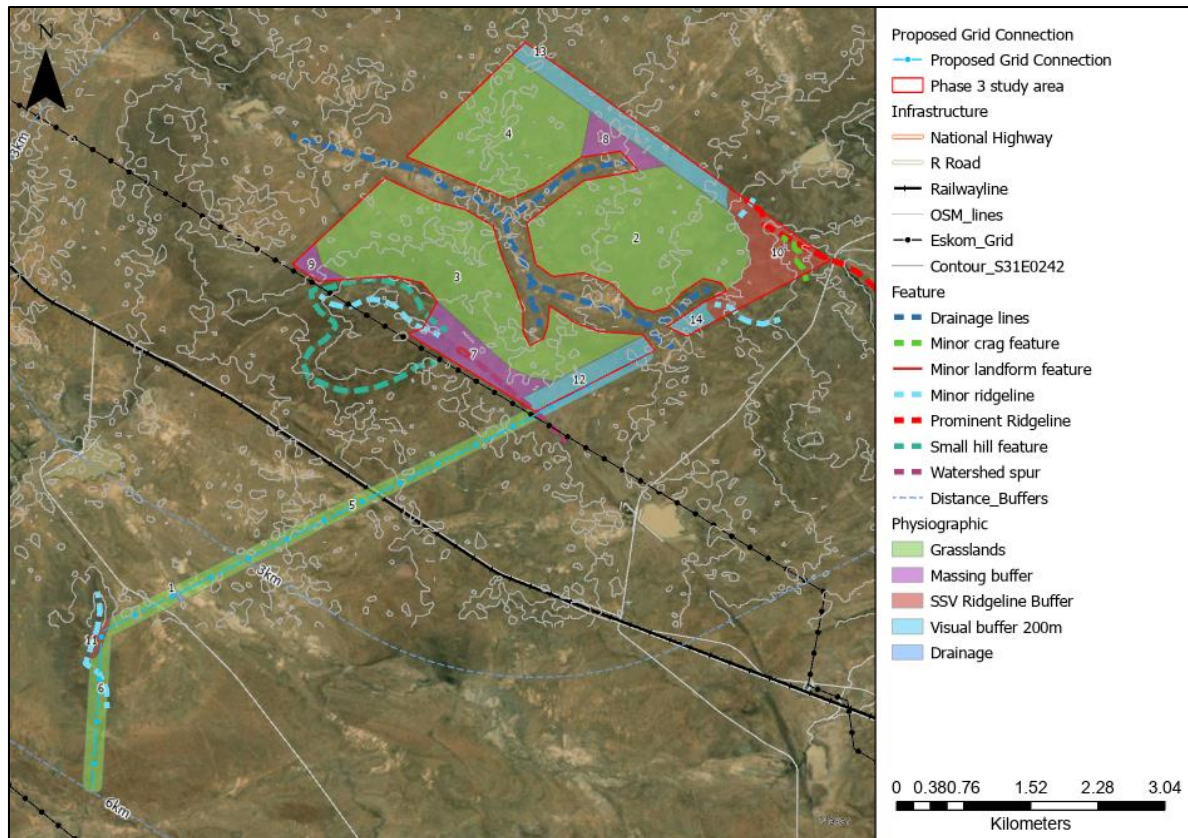 N
13
4
8
2
10
3
9
14
7
12
5
1
11
6
3km
3km
6km
Proposed Grid Connection
Proposed Grid Connection
Phase 3 study area
Infrastructure
National Highway
R Road
Railwayline
OSM_lines
Eskom_Grid
Contour_S31E0242
Feature
Drainage lines
Minor crag feature
Minor landform feature
Minor ridgeline
Prominent Ridgeline
Small hill feature
Watershed spur
Distance_Buffers
Physiographic
Grasslands
Massing buffer
SSV Ridgeline Buffer
Visual buffer 200m
Drainage
0 0.380.76 1.52 2.28 3.04
Kilometers